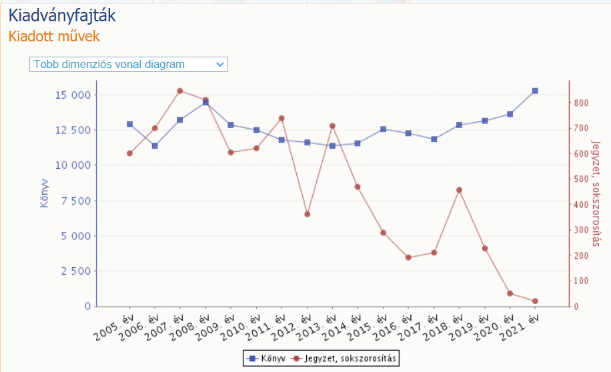 Kiadványfajták
Kiadott művek
Több dimenziós vonal diagram
15 000
12 500
10 000
7 500
5 000
2 500
0
Könyv
800
700
600
500
400
300
200
100
0
Jegyzet, sokszorosítás
2005. év
2006. év
2007. év
2008. év
2009. év
2010. év
2011. év
2012. év
2013. év
2014. év
2015. év
2016. év
2017. év
2018. év
2019. év
2020. év
2021. év
Könyv Jegyzet, sokszorosítás